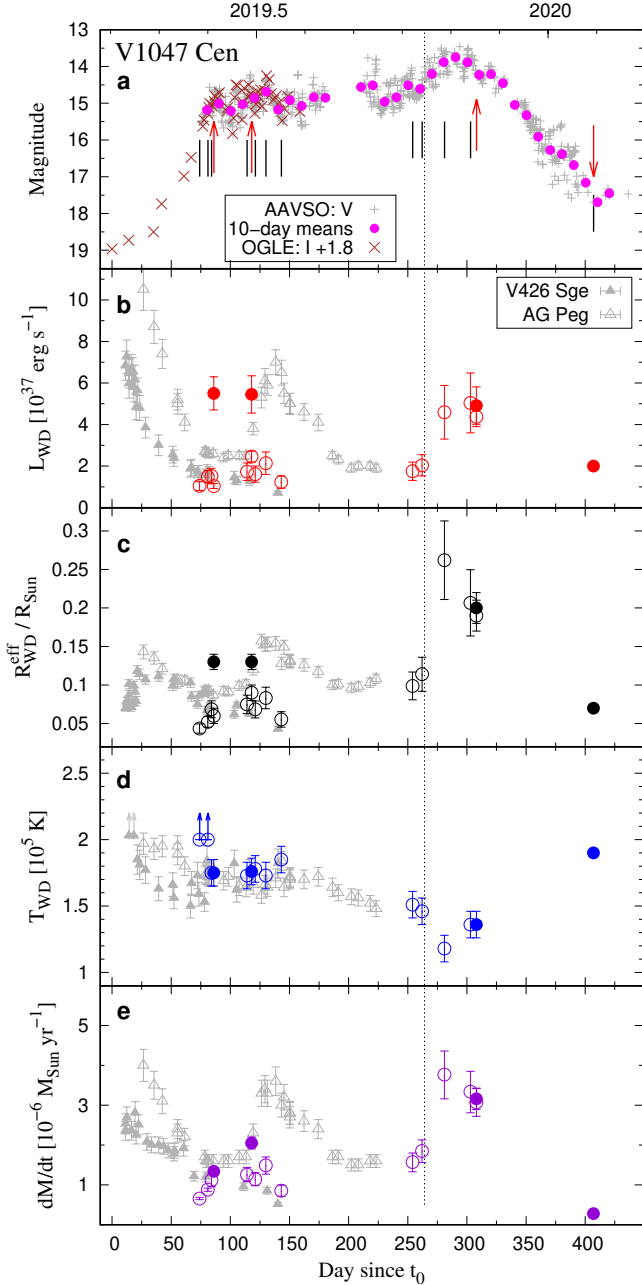 2019.5 2020
V1047 Cen
a
13
14
15
16
17
18
19
Magnitude
AAVSO: V
10-day means
OGLE: I +1.8
b
V426 Sge
AG Peg
10
8
6
4
2
0
L_WD [10^37 erg s^−1]
c
0.3
0.25
0.2
0.15
0.1
0.05
R^eff_WD / R_Sun
d
2.5
2
1.5
1
T_WD [10^5 K]
e
5
3
1
dM/dt [10^−6 M_Sun yr^−1]
0 50 100 150 200 250 300 350 400
Day since t_0